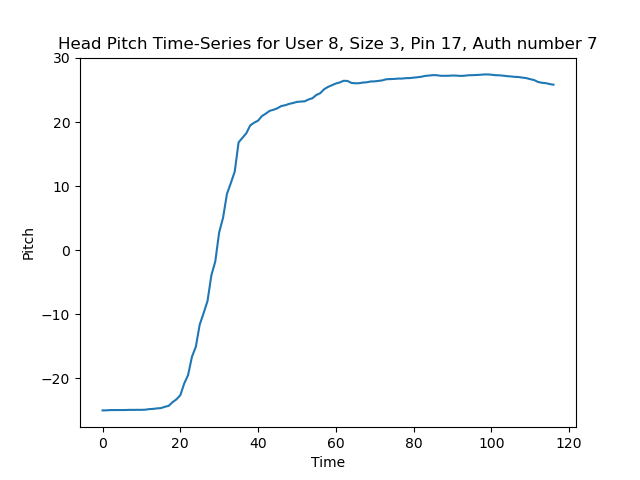 Head Pitch Time-Series for User 8, Size 3, Pin 17, Auth number 7
30
20
10
0
−10
−20
Pitch
0 20 40 60 80 100 120
Time